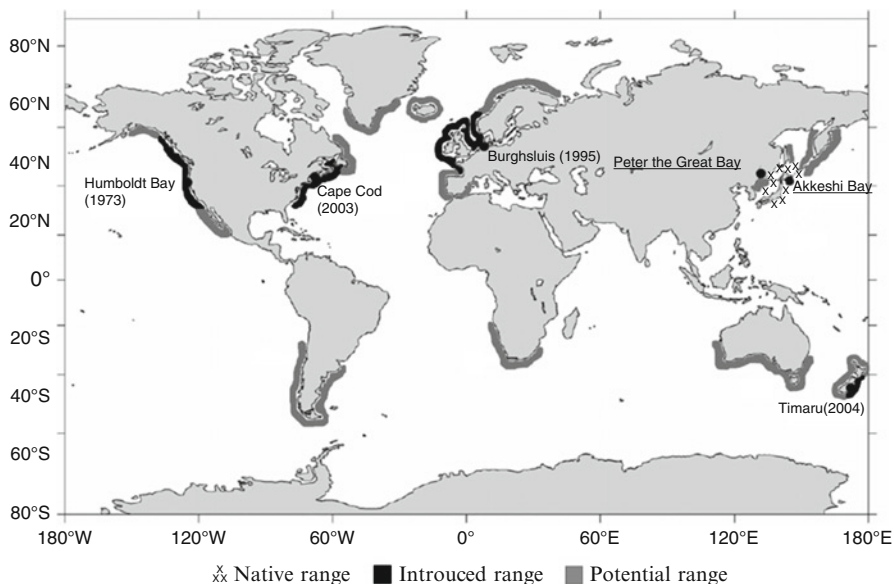 80°N
60°N
40°N
20°N
0°
20°S
40°S
60°S
80°S
Humboldt Bay
(1973)
Cape Cod
(2003)
Burghsluis (1995)
Peter the Great Bay
Akkeshi Bay
Timaru(2004)
180°W 120°W 60°W 0° 60°E 120°E 180°E
x xx Native range Introuced range Potential range